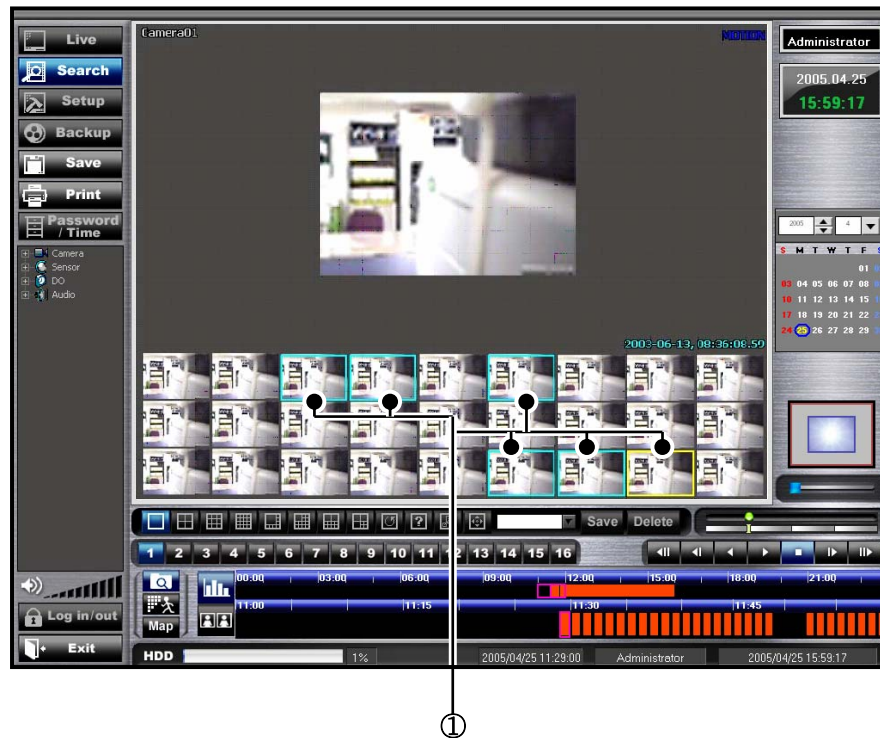 Camera01
MOTION
Administrator
Live
Search
Setup
Backup
Save
Print
Password
/ Time
2005.04.25
15:59:17
Camera
Sensor
DO
Audio
2005
4
S M T W T F S
01
03 04 05 06 07 08
10 11 12 13 14 15
17 18 19 20 21 22
24 25 26 27 28 29
2003-06-13, 08:36:08.59
?
Save Delete
1 2 3 4 5 6 7 8 9 10 11 12 13 14 15 16
00:00 03:00 06:00 09:00 12:00 15:00 18:00 21:00
11:00 11:15 11:30 11:45
Map
Log in/out
Exit
HDD 1% 2005/04/25 11:29:00 Administrator 2005/04/25 15:59:17
①